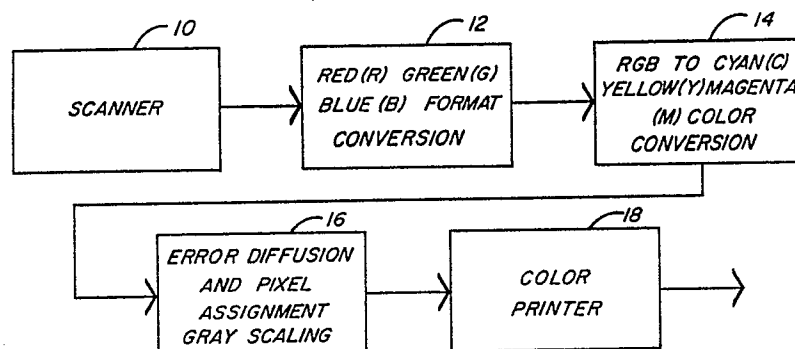 10
SCANNER
12
RED (R) GREEN (G)
BLUE (B) FORMAT
CONVERSION
14
RGB TO CYAN (C)
YELLOW(Y)MAGENTA
(M) COLOR
CONVERSION
16
ERROR DIFFUSION
AND PIXEL
ASSIGNMENT
GRAY SCALING
18
COLOR
PRINTER